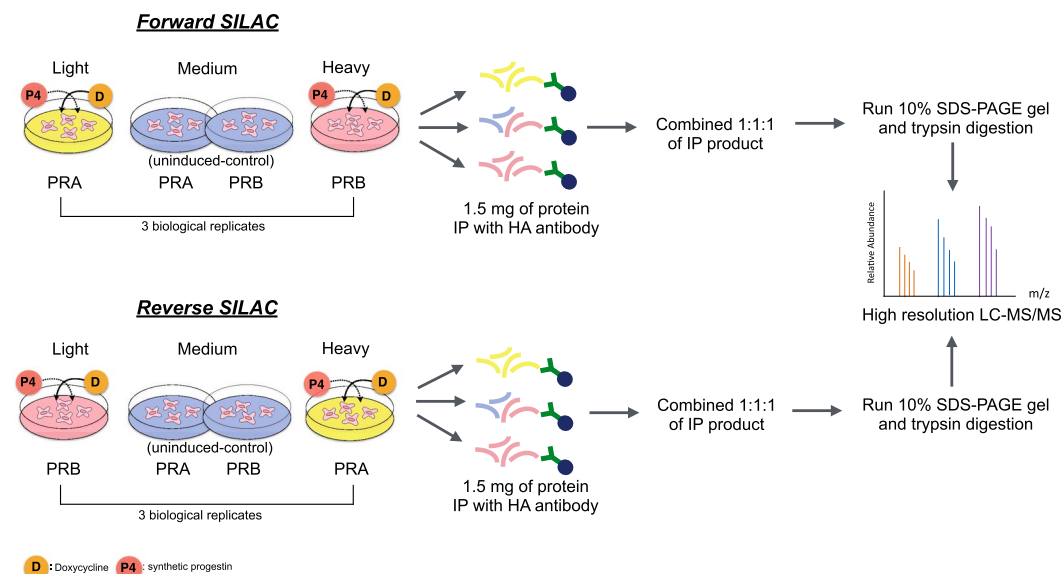 Forward SILAC
Light
Medium
Heavy
P4
D
P4
D
(uninduced-control)
PRA
PRA
PRB
PRB
3 biological replicates
1.5 mg of protein
IP with HA antibody
Combined 1:1:1
of IP product
Run 10% SDS-PAGE gel
and trypsin digestion
Relative Abundance
m/z
High resolution LC-MS/MS
Reverse SILAC
Light
Medium
Heavy
P4
D
P4
D
(uninduced-control)
PRB
PRA
PRB
PRA
3 biological replicates
1.5 mg of protein
IP with HA antibody
Combined 1:1:1
of IP product
Run 10% SDS-PAGE gel
and trypsin digestion
D : Doxycycline P4 : synthetic progestin